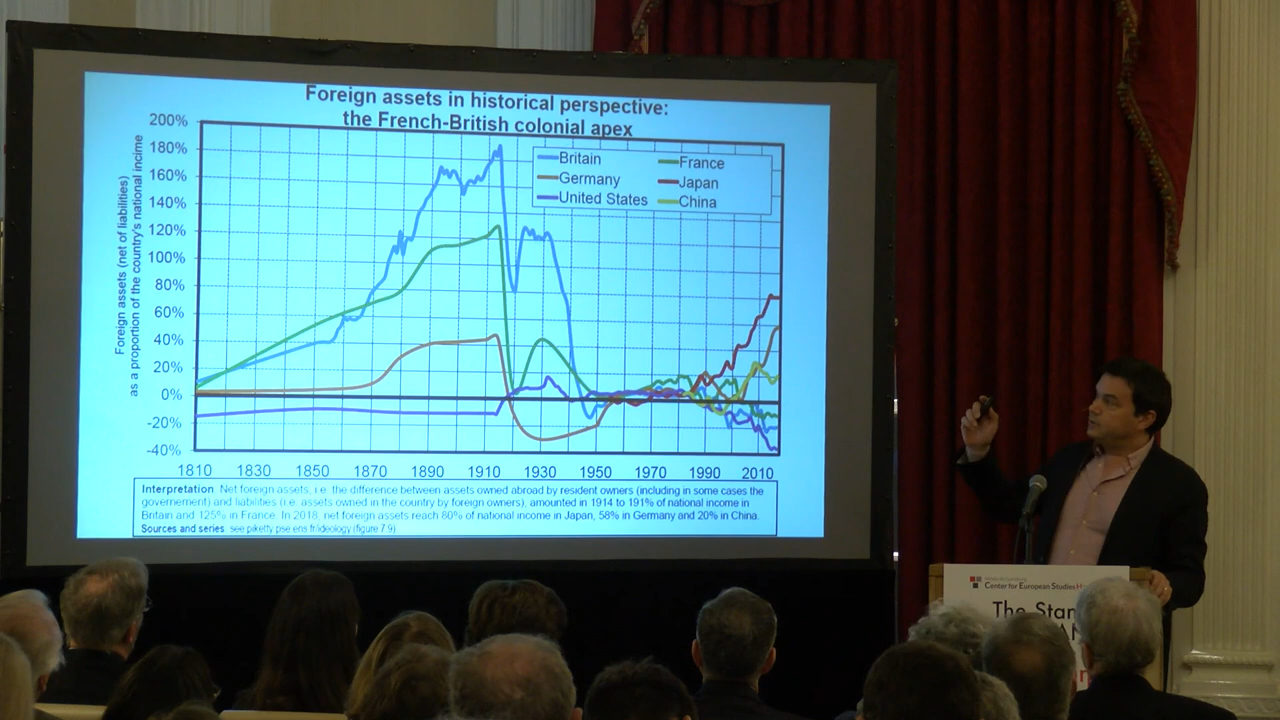 Foreign assets in historical perspective:
the French-British colonial apex
Foreign assets (net of liabilities)
as a proportion of the country's national incime
200%
180%
160%
140%
120%
100%
80%
60%
40%
20%
0%
-20%
-40%
Britain
France
Germany
Japan
United States
China
1810 1830 1850 1870 1890 1910 1930 1950 1970 1990 2010
Interpretation. Net foreign assets, i.e. the difference between assets owned abroad by resident owners (including in some cases the
governement) and liabilities (i.e. assets owned in the country by foreign owners), amounted in 1914 to 191% of national income in
Britain and 125% in France. In 2018, net foreign assets reach 80% of national income in Japan, 58% in Germany and 20% in China.
Sources and series: see piketty.pse.ens.fr/ideology (figure 7.9)
Center for European Studies
The Stan